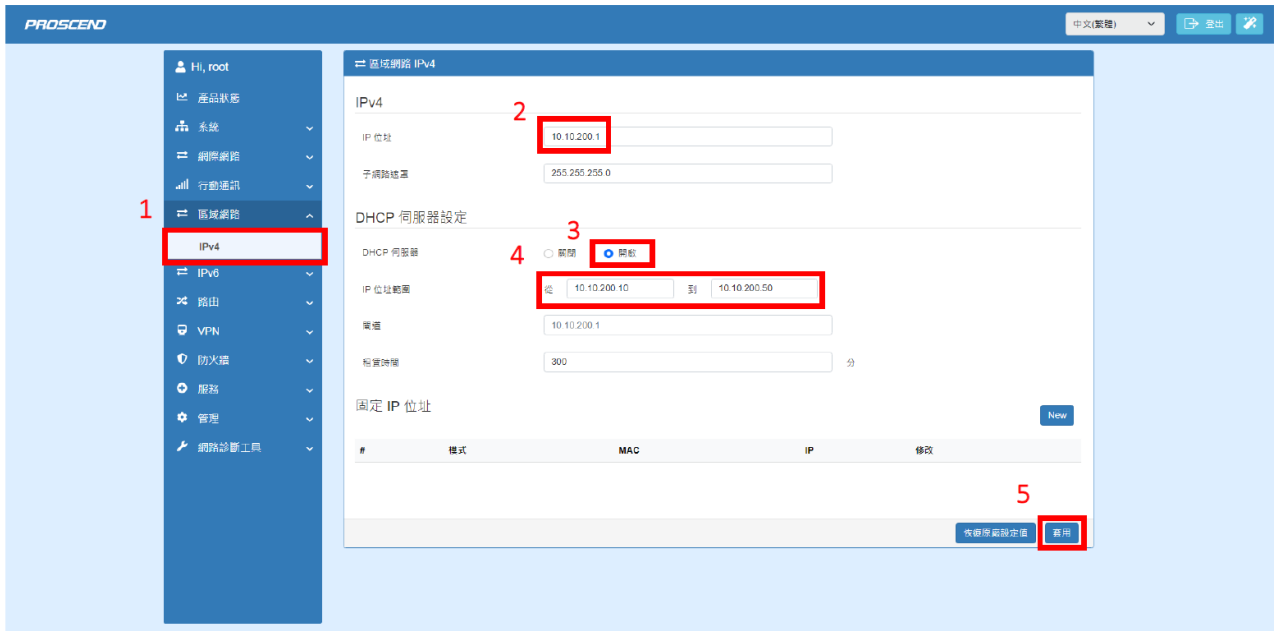 PROSCEND
中文(繁體)
登出
Hi, root
產品狀態
系統
網際網路
行動通訊
1
區域網路
IPv4
IPv6
路由
VPN
防火牆
服務
管理
網路診斷工具
區域網路 IPv4
IPv4
2
IP 位址
10.10.200.1
子網路遮罩
255.255.255.0
DHCP 伺服器設定
3
DHCP 伺服器
4
關閉
開啟
IP 位址範圍
從
10.10.200.10
到
10.10.200.50
閘道
10.10.200.1
租賃時間
300
分
固定 IP 位址
New
#
模式
MAC
IP
修改
5
恢復原廠設定值
套用